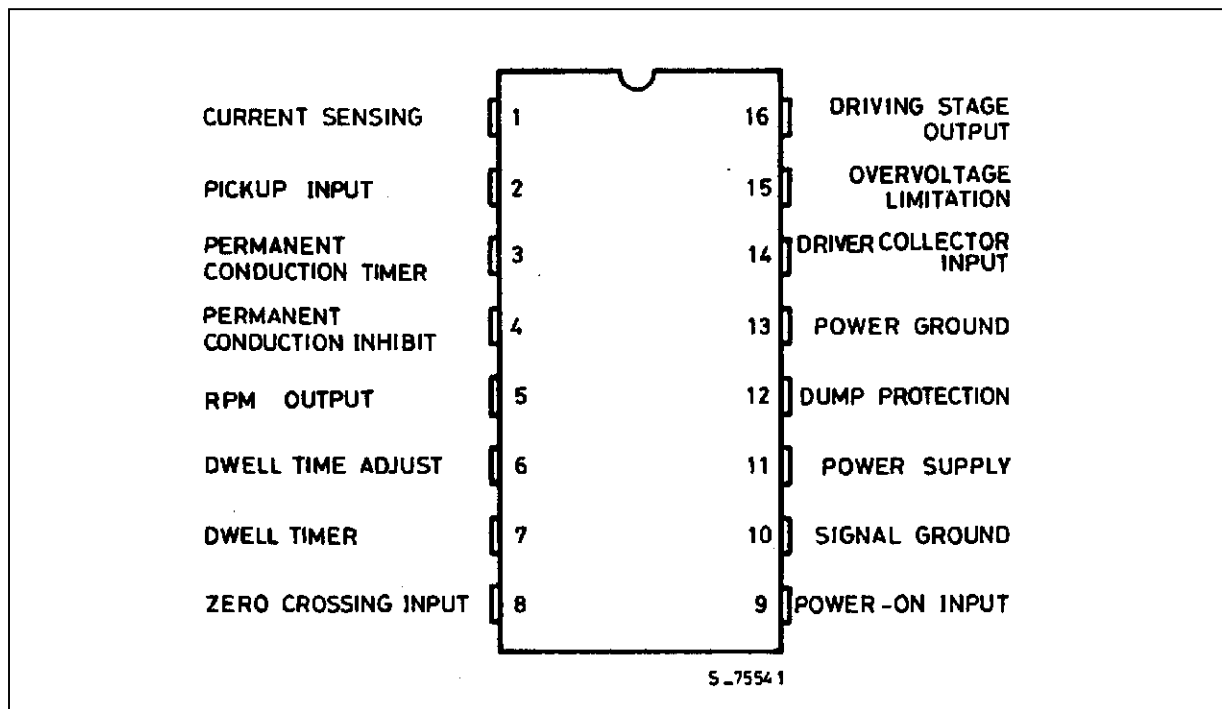 CURRENT SENSING
1
16
DRIVING STAGE
OUTPUT
PICKUP INPUT
2
15
OVERVOLTAGE
LIMITATION
PERMANENT
CONDUCTION TIMER
3
14
DRIVER COLLECTOR
INPUT
PERMANENT
CONDUCTION INHIBIT
4
13
POWER GROUND
RPM OUTPUT
5
12
DUMP PROTECTION
DWELL TIME ADJUST
6
11
POWER SUPPLY
DWELL TIMER
7
10
SIGNAL GROUND
ZERO CROSSING INPUT
8
9
POWER-ON INPUT
S_75541